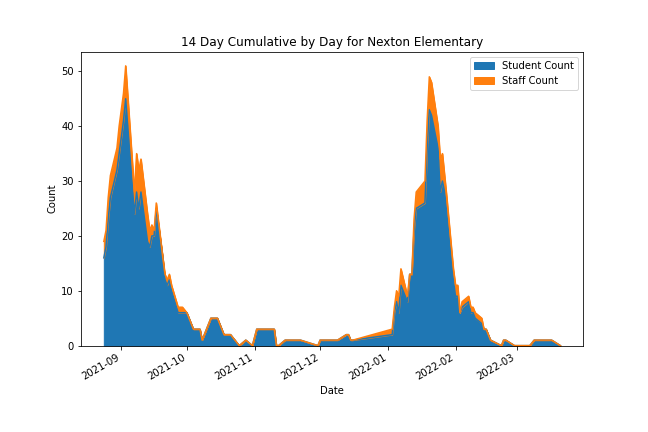 14 Day Cumulative by Day for Nexton Elementary
Student Count
Staff Count
50
40
30
20
10
0
Count
2021-09
2021-10
2021-11
2021-12
2022-01
2022-02
2022-03
Date